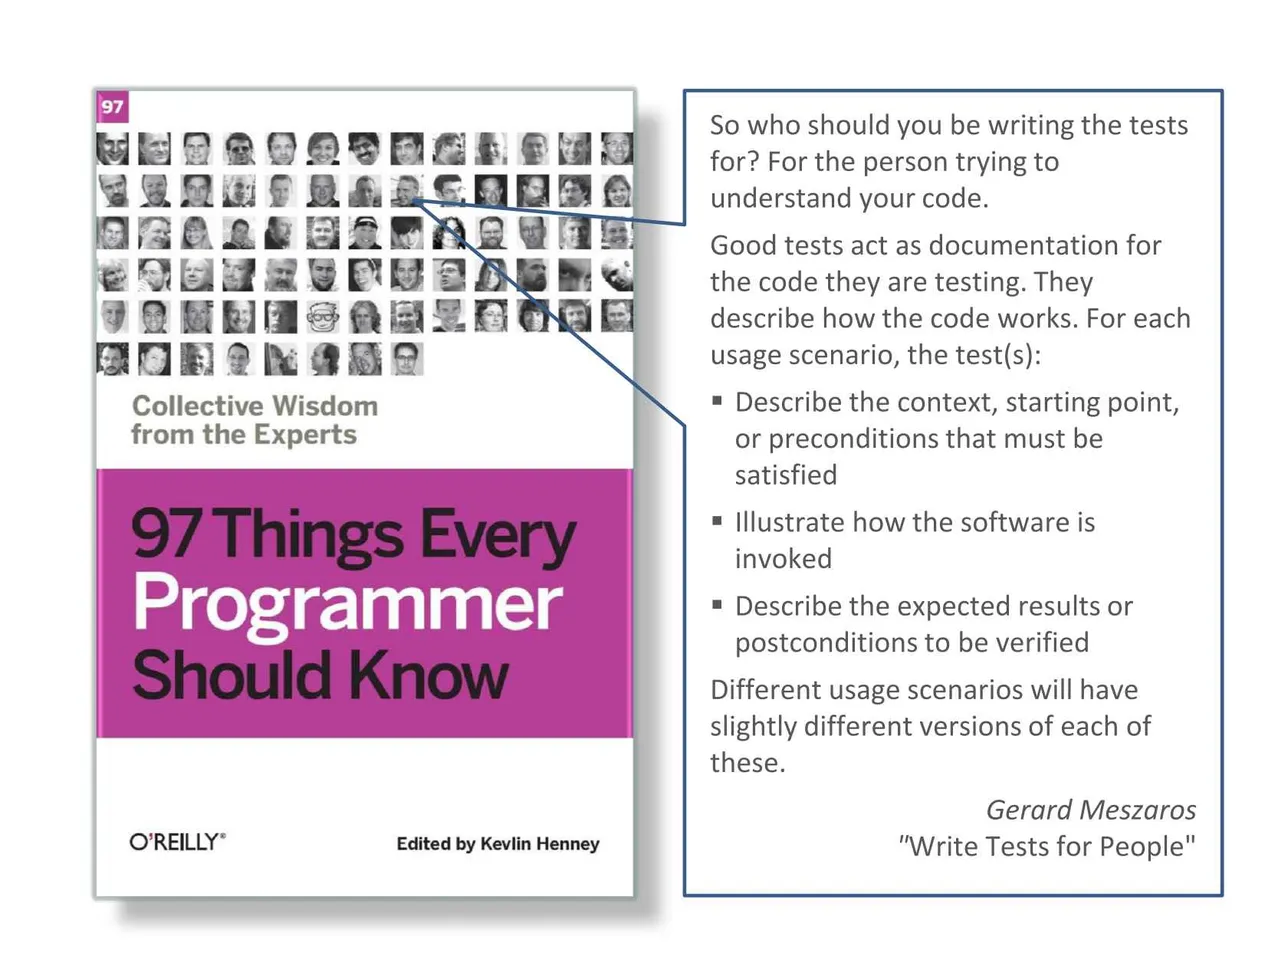 97
Collective Wisdom
from the Experts
97 Things Every
Programmer
Should Know
O'REILLY®
Edited by Kevlin Henney
So who should you be writing the tests
for? For the person trying to
understand your code.
Good tests act as documentation for
the code they are testing. They
describe how the code works. For each
usage scenario, the test(s):
▪ Describe the context, starting point,
or preconditions that must be
satisfied
▪ Illustrate how the software is
invoked
▪ Describe the expected results or
postconditions to be verified
Different usage scenarios will have
slightly different versions of each of
these.
Gerard Meszaros
"Write Tests for People"